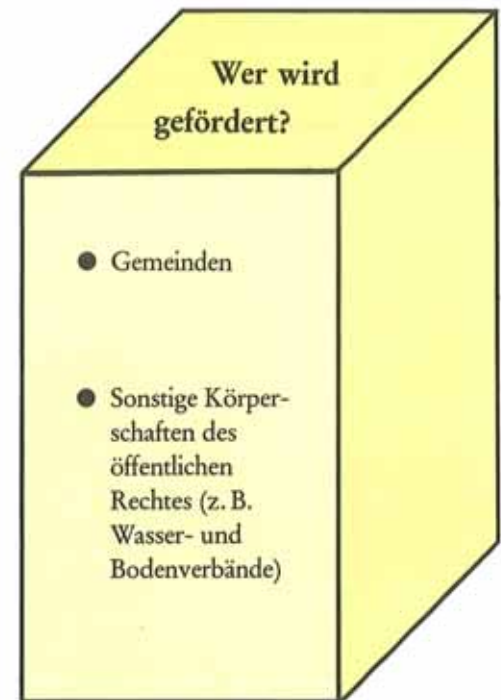 Wer wird
gefördert?
● Gemeinden
● Sonstige Körper-
schaften des
öffentlichen
Rechtes (z. B.
Wasser- und
Bodenverbände)